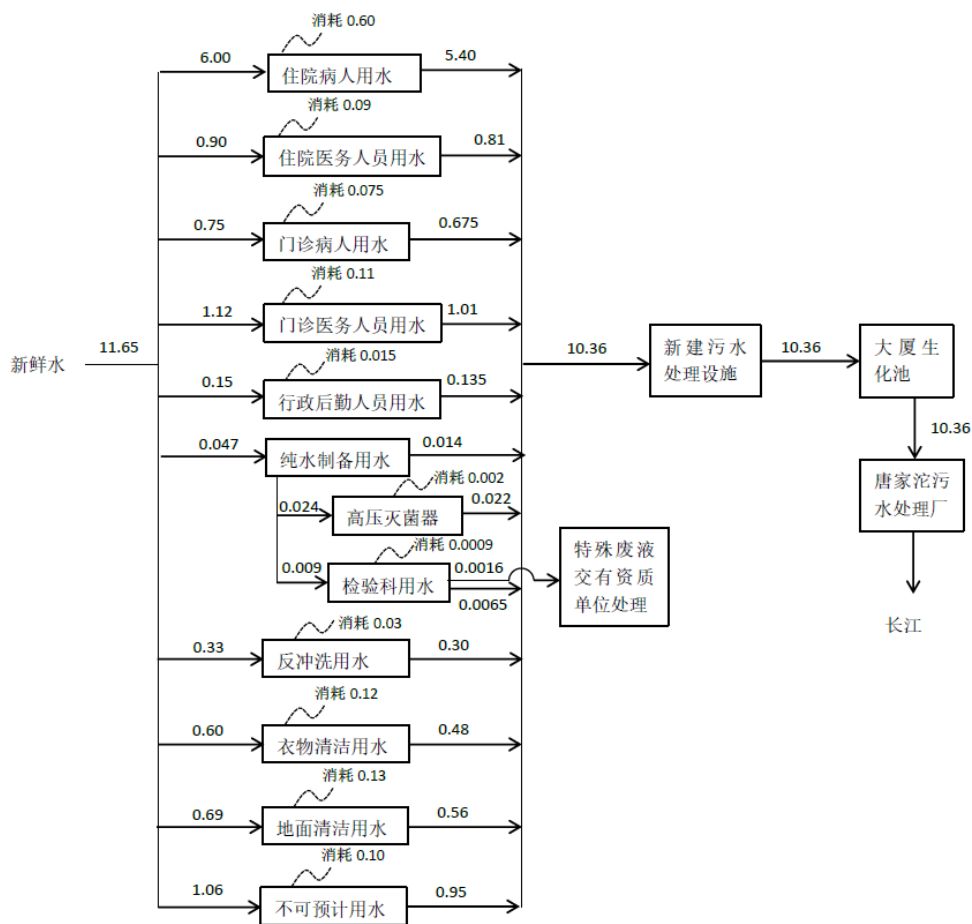 消耗 0.60
6.00
住院病人用水
5.40
消耗 0.09
0.90
住院医务人员用水
0.81
消耗 0.075
0.75
门诊病人用水
0.675
消耗 0.11
1.12
门诊医务人员用水
1.01
新鲜水
11.65
消耗 0.015
0.15
行政后勤人员用水
0.135
0.047
纯水制备用水
0.014
消耗 0.002
0.024
高压灭菌器
0.022
消耗 0.0009
0.009
检验科用水
0.0016
0.0065
特殊废液
交有资质
单位处理
消耗 0.03
0.33
反冲洗用水
0.30
消耗 0.12
0.60
衣物清洁用水
0.48
消耗 0.13
0.69
地面清洁用水
0.56
消耗 0.10
1.06
不可预计用水
0.95
10.36
新建污水
处理设施
10.36
大厦生
化池
10.36
唐家沱污
水处理厂
长江